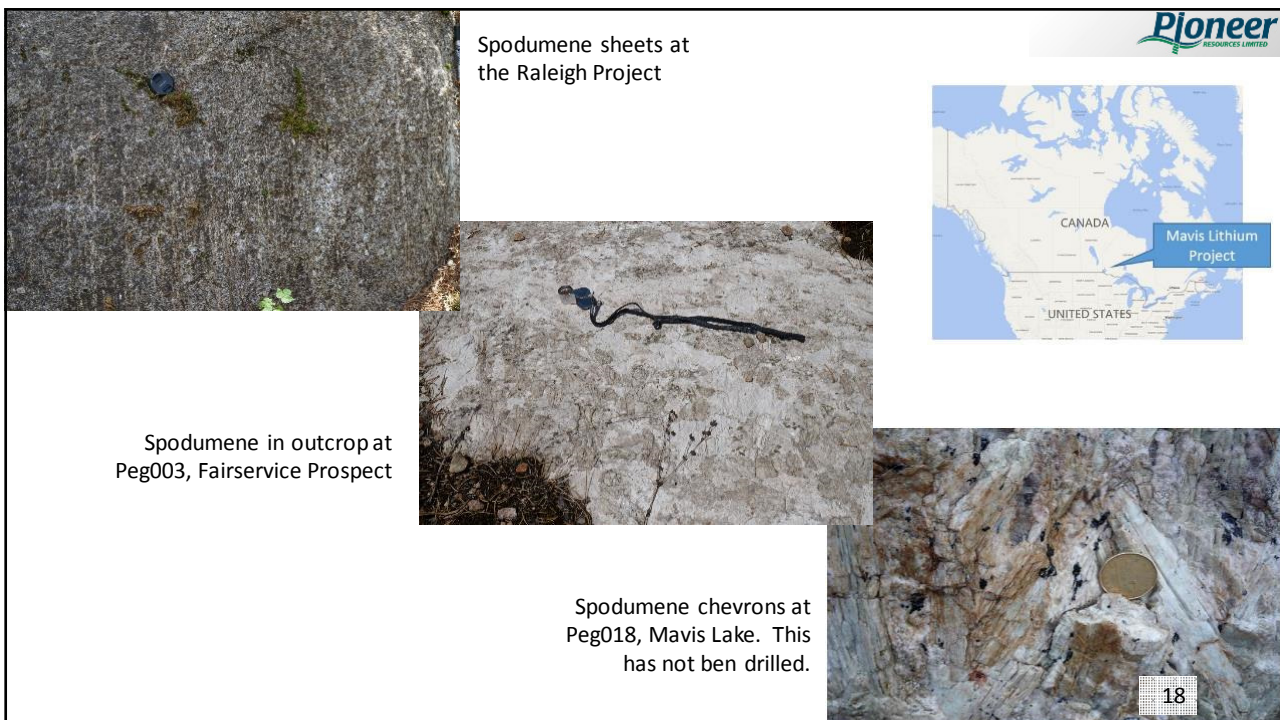 Pioneer
RESOURCES LIMITED
Spodumene sheets at
the Raleigh Project
CANADA
Mavis Lithium
Project
UNITED STATES
Spodumene in outcrop at
Peg003, Fairservice Prospect
Spodumene chevrons at
Peg018, Mavis Lake. This
has not ben drilled.
18